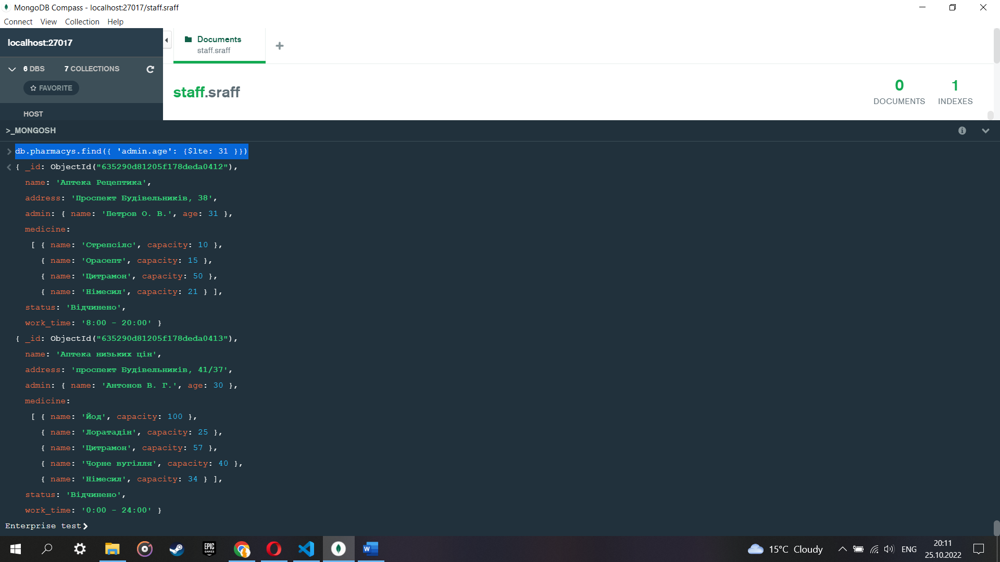 MongoDB Compass - localhost:27017/staff.sraff
Connect View Collection Help
localhost:27017
Documents
staff.sraff
6 DBS 7 COLLECTIONS
FAVORITE
HOST
staff.sraff
0
DOCUMENTS
1
INDEXES
>_MONGOSH
db.pharmacys.find({ 'admin.age': {$lte: 31 }})
{ _id: ObjectId("635290d81205f178deda0412"),
name: 'Аптека Рецептика',
address: 'Проспект Будівельників, 38',
admin: { name: 'Петров О. В.', age: 31 },
medicine:
[ { name: 'Стрепсілс', capacity: 10 },
{ name: 'Орасепт', capacity: 15 },
{ name: 'Цитрамон', capacity: 50 },
{ name: 'Німесил', capacity: 21 } ],
status: 'Відчинено',
work_time: '8:00 - 20:00' }
{ _id: ObjectId("635290d81205f178deda0413"),
name: 'Аптека низьких цін',
address: 'проспект Будівельників, 41/37',
admin: { name: 'Антонов В. Г.', age: 30 },
medicine:
[ { name: 'Йод', capacity: 100 },
{ name: 'Лоратадін', capacity: 25 },
{ name: 'Цитрамон', capacity: 57 },
{ name: 'Чорне вугілля', capacity: 40 },
{ name: 'Німесил', capacity: 34 } ],
status: 'Відчинено',
work_time: '0:00 - 24:00' }
Enterprise test>
EPIC GAMES
15°C Cloudy
ENG
20:11
25.10.2022